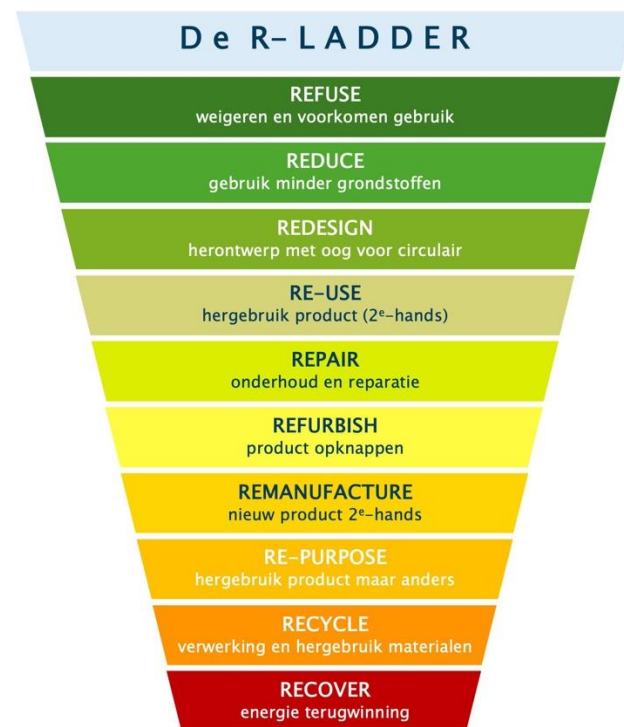 De R-LADDER
REFUSE
weigeren en voorkomen gebruik
REDUCE
gebruik minder grondstoffen
REDESIGN
herontwerp met oog voor circulair
RE-USE
hergebruik product (2e-hands)
REPAIR
onderhoud en reparatie
REFURBISH
product opknappen
REMANUFACTURE
nieuw product 2e-hands
RE-PURPOSE
hergebruik product maar anders
RECYCLE
verwerking en hergebruik materialen
RECOVER
energie terugwinning